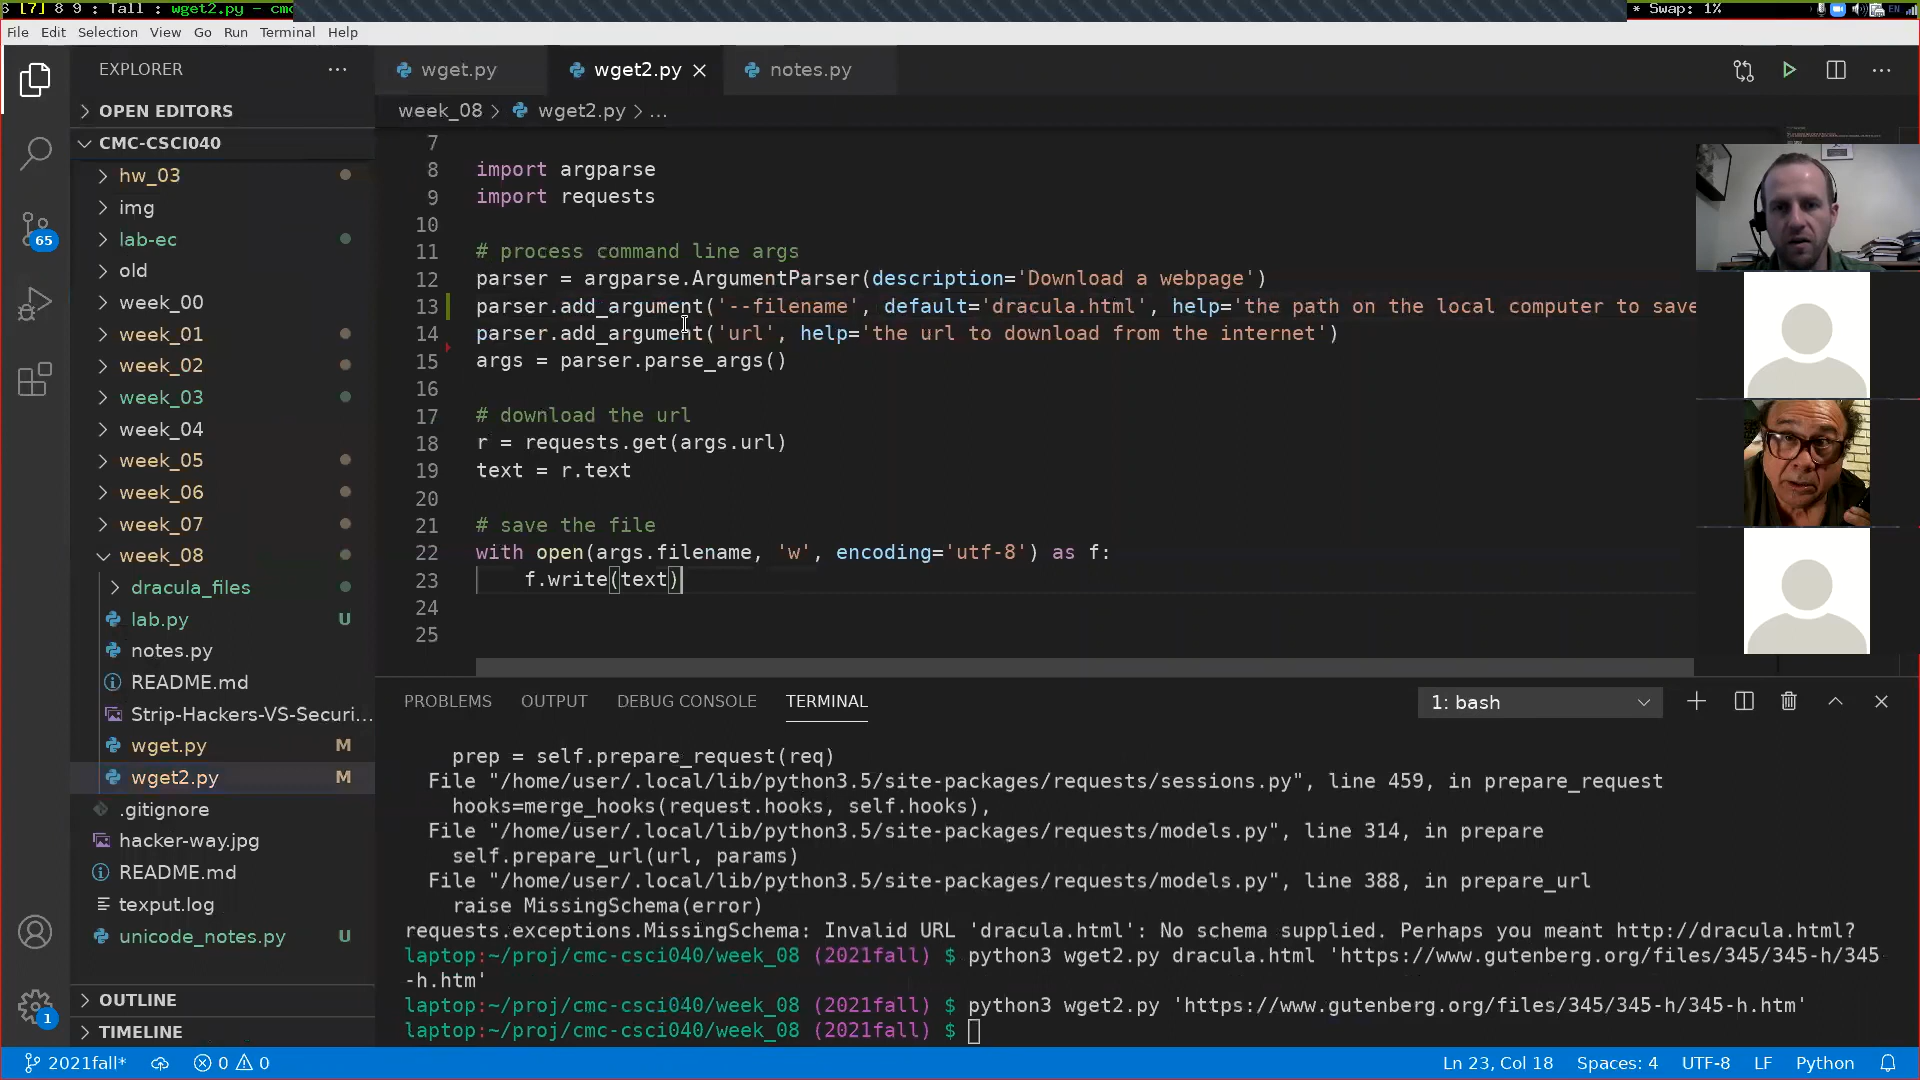 6 [7] 8 9 : Tall : wget2.py - cmc
* Swap: 1%
EN
File Edit Selection View Go Run Terminal Help
EXPLORER
OPEN EDITORS
CMC-CSCI040
hw_03
img
lab-ec
old
week_00
week_01
week_02
week_03
week_04
week_05
week_06
week_07
week_08
dracula_files
lab.py U
notes.py
README.md
Strip-Hackers-VS-Securi...
wget.py M
wget2.py M
.gitignore
hacker-way.jpg
README.md
texput.log
unicode_notes.py U
OUTLINE
TIMELINE
65
1
wget.py wget2.py notes.py
week_08 > wget2.py > ...
7
8 import argparse
9 import requests
10
11 # process command line args
12 parser = argparse.ArgumentParser(description='Download a webpage')
13 parser.add_argument('--filename', default='dracula.html', help='the path on the local computer to save
14 parser.add_argument('url', help='the url to download from the internet')
15 args = parser.parse_args()
16
17 # download the url
18 r = requests.get(args.url)
19 text = r.text
20
21 # save the file
22 with open(args.filename, 'w', encoding='utf-8') as f:
23     f.write(text)
24
25
PROBLEMS OUTPUT DEBUG CONSOLE TERMINAL
1: bash
    prep = self.prepare_request(req)
  File "/home/user/.local/lib/python3.5/site-packages/requests/sessions.py", line 459, in prepare_request
    hooks=merge_hooks(request.hooks, self.hooks),
  File "/home/user/.local/lib/python3.5/site-packages/requests/models.py", line 314, in prepare
    self.prepare_url(url, params)
  File "/home/user/.local/lib/python3.5/site-packages/requests/models.py", line 388, in prepare_url
    raise MissingSchema(error)
requests.exceptions.MissingSchema: Invalid URL 'dracula.html': No schema supplied. Perhaps you meant http://dracula.html?
laptop:~/proj/cmc-csci040/week_08 (2021fall) $ python3 wget2.py dracula.html 'https://www.gutenberg.org/files/345/345-h/345
-h.htm'
laptop:~/proj/cmc-csci040/week_08 (2021fall) $ python3 wget2.py 'https://www.gutenberg.org/files/345/345-h/345-h.htm'
laptop:~/proj/cmc-csci040/week_08 (2021fall) $
2021fall* 0 0 Ln 23, Col 18 Spaces: 4 UTF-8 LF Python